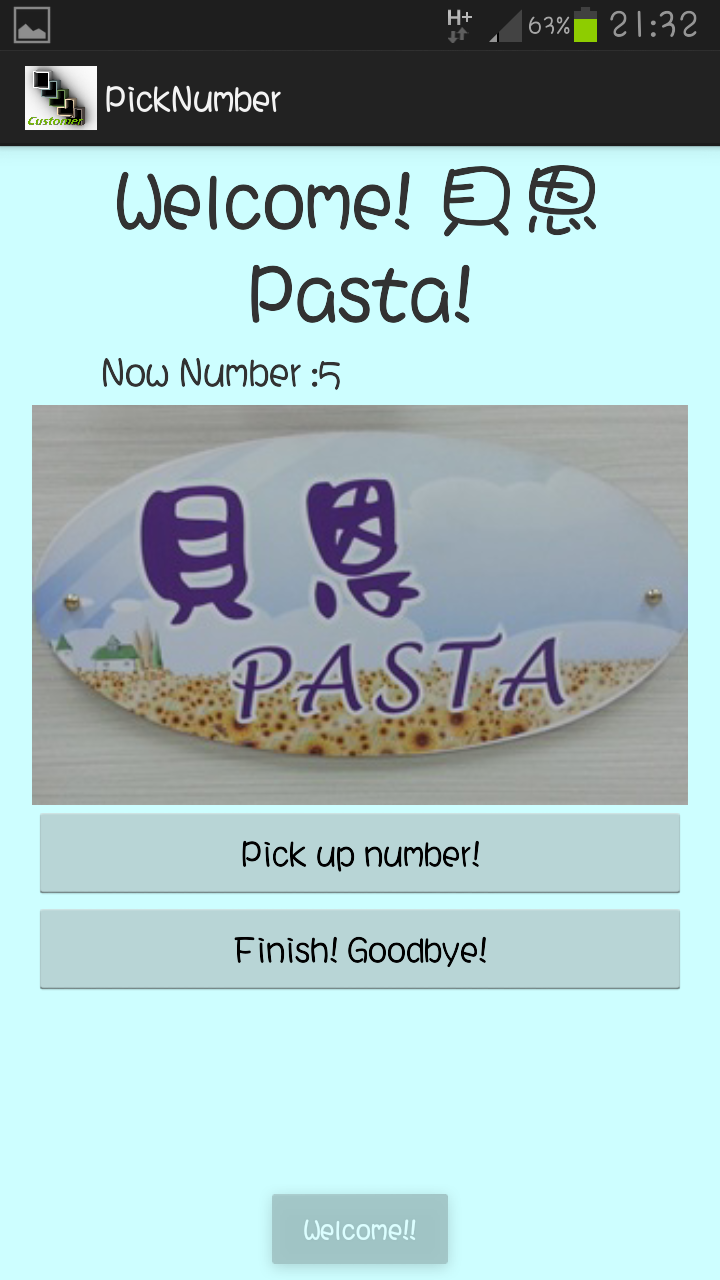 H+ 63% 21:32
Customer
PickNumber
Welcome! 貝恩
Pasta!
Now Number :5
貝恩
PASTA
Pick up number!
Finish! Goodbye!
Welcome!!